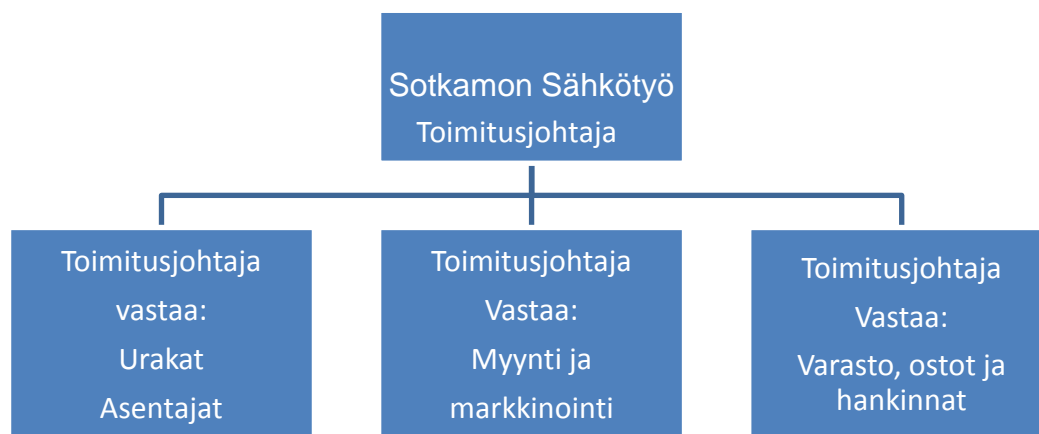 Sotkamon Sähkötyö
Toimitusjohtaja
Toimitusjohtaja
vastaa:
Urakat
Asentajat
Toimitusjohtaja
Vastaa:
Myynti ja
markkinointi
Toimitusjohtaja
Vastaa:
Varasto, ostot ja
hankinnat